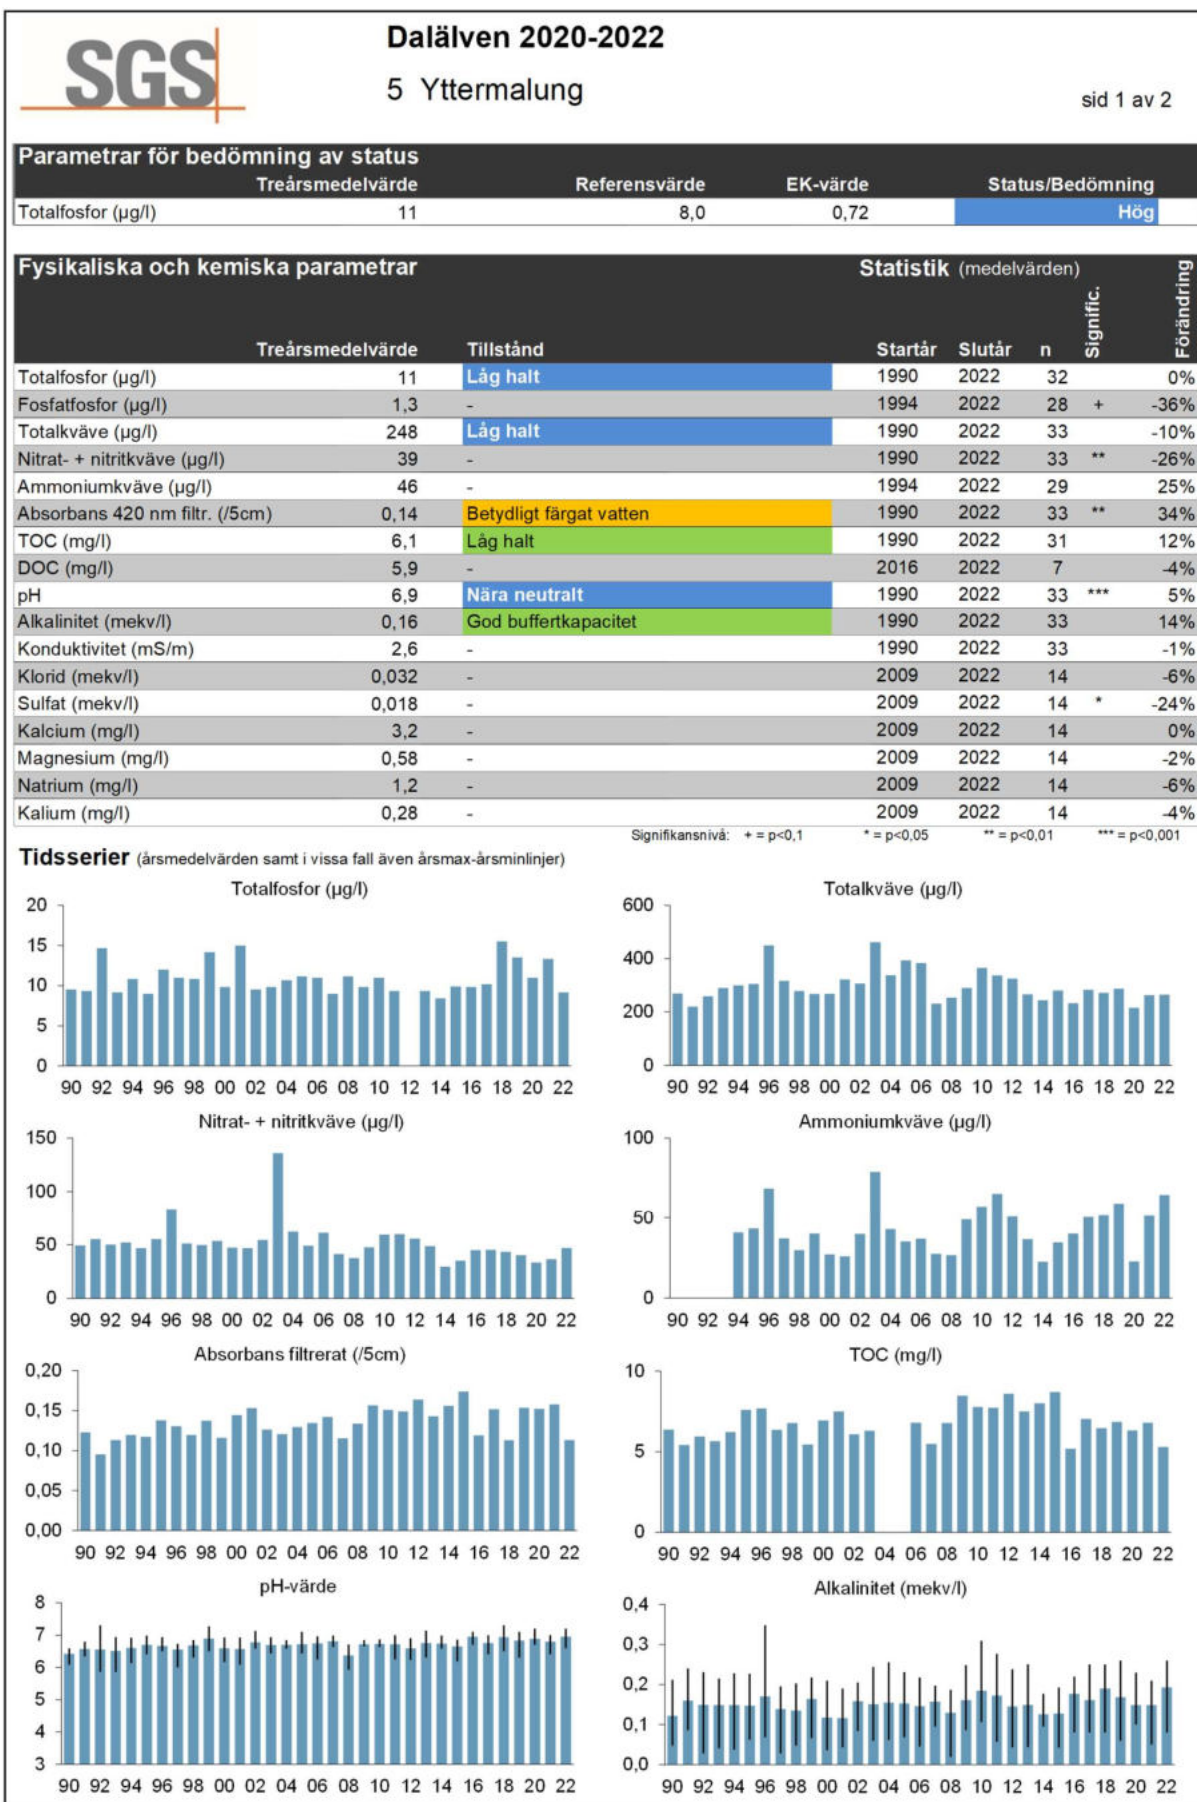 SGS
Dalälven 2020-2022
5 Yttermalung
sid 1 av 2
Parametrar för bedömning av status
Treårsmedelvärde Referensvärde EK-värde Status/Bedömning
Totalfosfor (µg/l) 11 8,0 0,72 Hög
Fysikaliska och kemiska parametrar Statistik (medelvärden)
Treårsmedelvärde Tillstånd Startår Slutår n Signific. Förändring
Totalfosfor (µg/l) 11 Låg halt 1990 2022 32 0%
Fosfatfosfor (µg/l) 1,3 - 1994 2022 28 + -36%
Totalkväve (µg/l) 248 Låg halt 1990 2022 33 -10%
Nitrat- + nitritkväve (µg/l) 39 - 1990 2022 33 ** -26%
Ammoniumkväve (µg/l) 46 - 1994 2022 29 25%
Absorbans 420 nm filtr. (/5cm) 0,14 Betydligt färgat vatten 1990 2022 33 ** 34%
TOC (mg/l) 6,1 Låg halt 1990 2022 31 12%
DOC (mg/l) 5,9 - 2016 2022 7 -4%
pH 6,9 Nära neutralt 1990 2022 33 *** 5%
Alkalinitet (mekv/l) 0,16 God buffertkapacitet 1990 2022 33 14%
Konduktivitet (mS/m) 2,6 - 1990 2022 33 -1%
Klorid (mekv/l) 0,032 - 2009 2022 14 -6%
Sulfat (mekv/l) 0,018 - 2009 2022 14 * -24%
Kalcium (mg/l) 3,2 - 2009 2022 14 0%
Magnesium (mg/l) 0,58 - 2009 2022 14 -2%
Natrium (mg/l) 1,2 - 2009 2022 14 -6%
Kalium (mg/l) 0,28 - 2009 2022 14 -4%
Signifikansnivå: + = p<0,1 * = p<0,05 ** = p<0,01 *** = p<0,001
Tidsserier (årsmedelvärden samt i vissa fall även årsmax-årsminlinjer)
Totalfosfor (µg/l)
20
15
10
5
0
90 92 94 96 98 00 02 04 06 08 10 12 14 16 18 20 22
Totalkväve (µg/l)
600
400
200
0
90 92 94 96 98 00 02 04 06 08 10 12 14 16 18 20 22
Nitrat- + nitritkväve (µg/l)
150
100
50
0
90 92 94 96 98 00 02 04 06 08 10 12 14 16 18 20 22
Ammoniumkväve (µg/l)
100
50
0
90 92 94 96 98 00 02 04 06 08 10 12 14 16 18 20 22
Absorbans filtrerat (/5cm)
0,20
0,15
0,10
0,05
0,00
90 92 94 96 98 00 02 04 06 08 10 12 14 16 18 20 22
TOC (mg/l)
10
5
0
90 92 94 96 98 00 02 04 06 08 10 12 14 16 18 20 22
pH-värde
8
7
6
5
4
3
90 92 94 96 98 00 02 04 06 08 10 12 14 16 18 20 22
Alkalinitet (mekv/l)
0,4
0,3
0,2
0,1
0,0
90 92 94 96 98 00 02 04 06 08 10 12 14 16 18 20 22